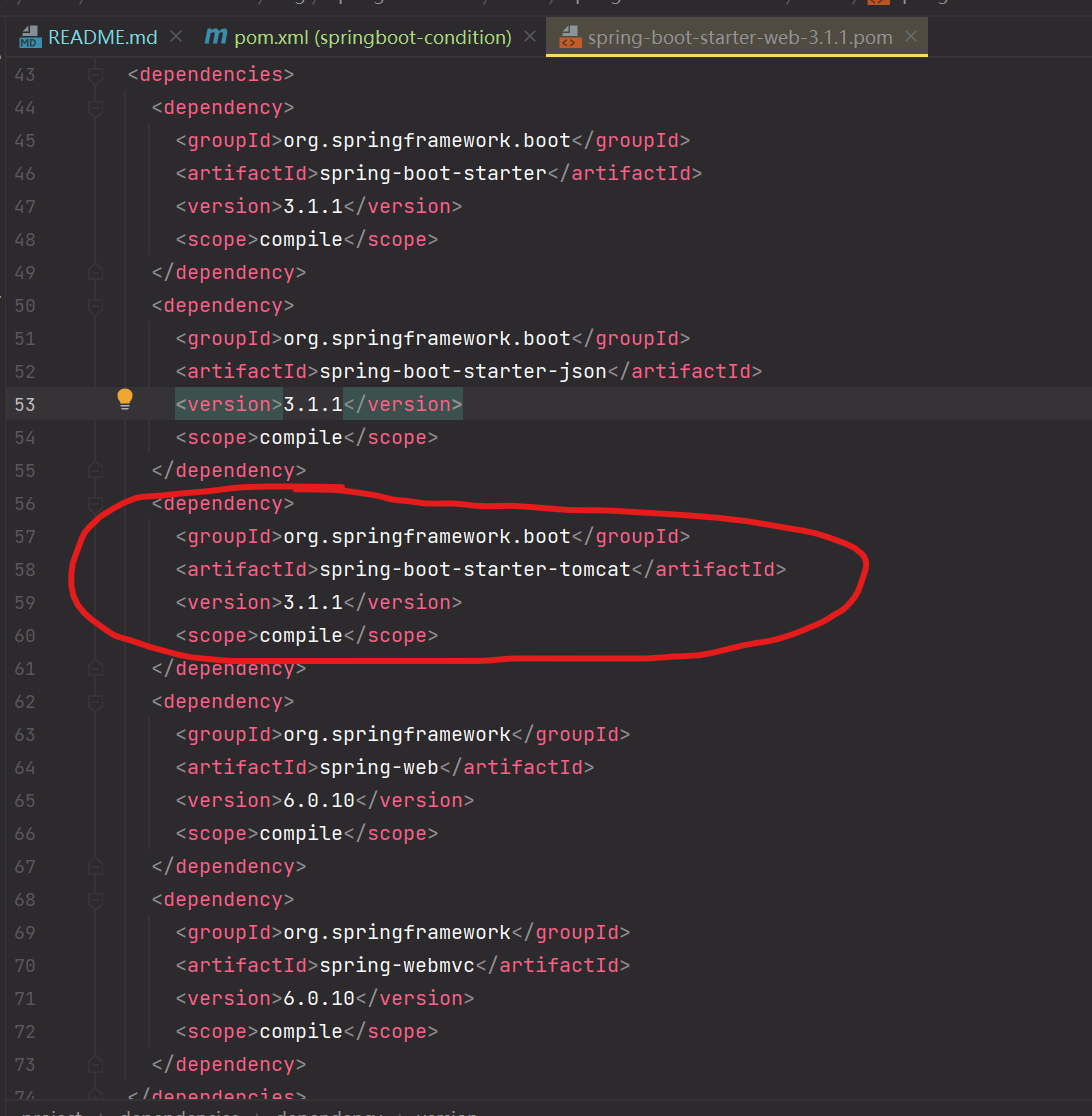 README.md
pom.xml (springboot-condition)
spring-boot-starter-web-3.1.1.pom
43 <dependencies>
44 <dependency>
45 <groupId>org.springframework.boot</groupId>
46 <artifactId>spring-boot-starter</artifactId>
47 <version>3.1.1</version>
48 <scope>compile</scope>
49 </dependency>
50 <dependency>
51 <groupId>org.springframework.boot</groupId>
52 <artifactId>spring-boot-starter-json</artifactId>
53 <version>3.1.1</version>
54 <scope>compile</scope>
55 </dependency>
56 <dependency>
57 <groupId>org.springframework.boot</groupId>
58 <artifactId>spring-boot-starter-tomcat</artifactId>
59 <version>3.1.1</version>
60 <scope>compile</scope>
61 </dependency>
62 <dependency>
63 <groupId>org.springframework</groupId>
64 <artifactId>spring-web</artifactId>
65 <version>6.0.10</version>
66 <scope>compile</scope>
67 </dependency>
68 <dependency>
69 <groupId>org.springframework</groupId>
70 <artifactId>spring-webmvc</artifactId>
71 <version>6.0.10</version>
72 <scope>compile</scope>
73 </dependency>
74 </dependencies>
project › dependencies › dependency › version